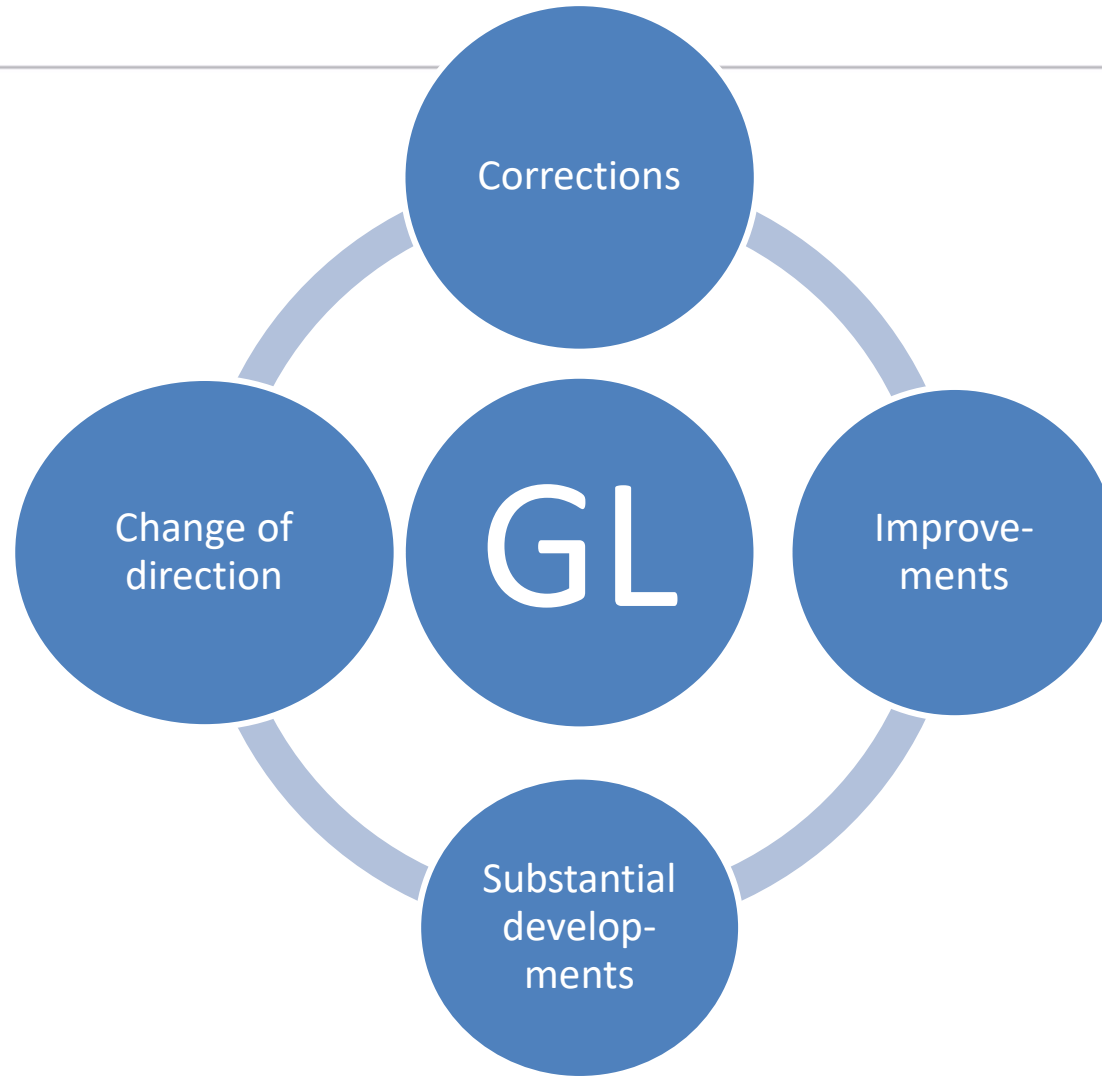 Corrections
Change of
direction
GL
Improve-
ments
Substantial
develop-
ments